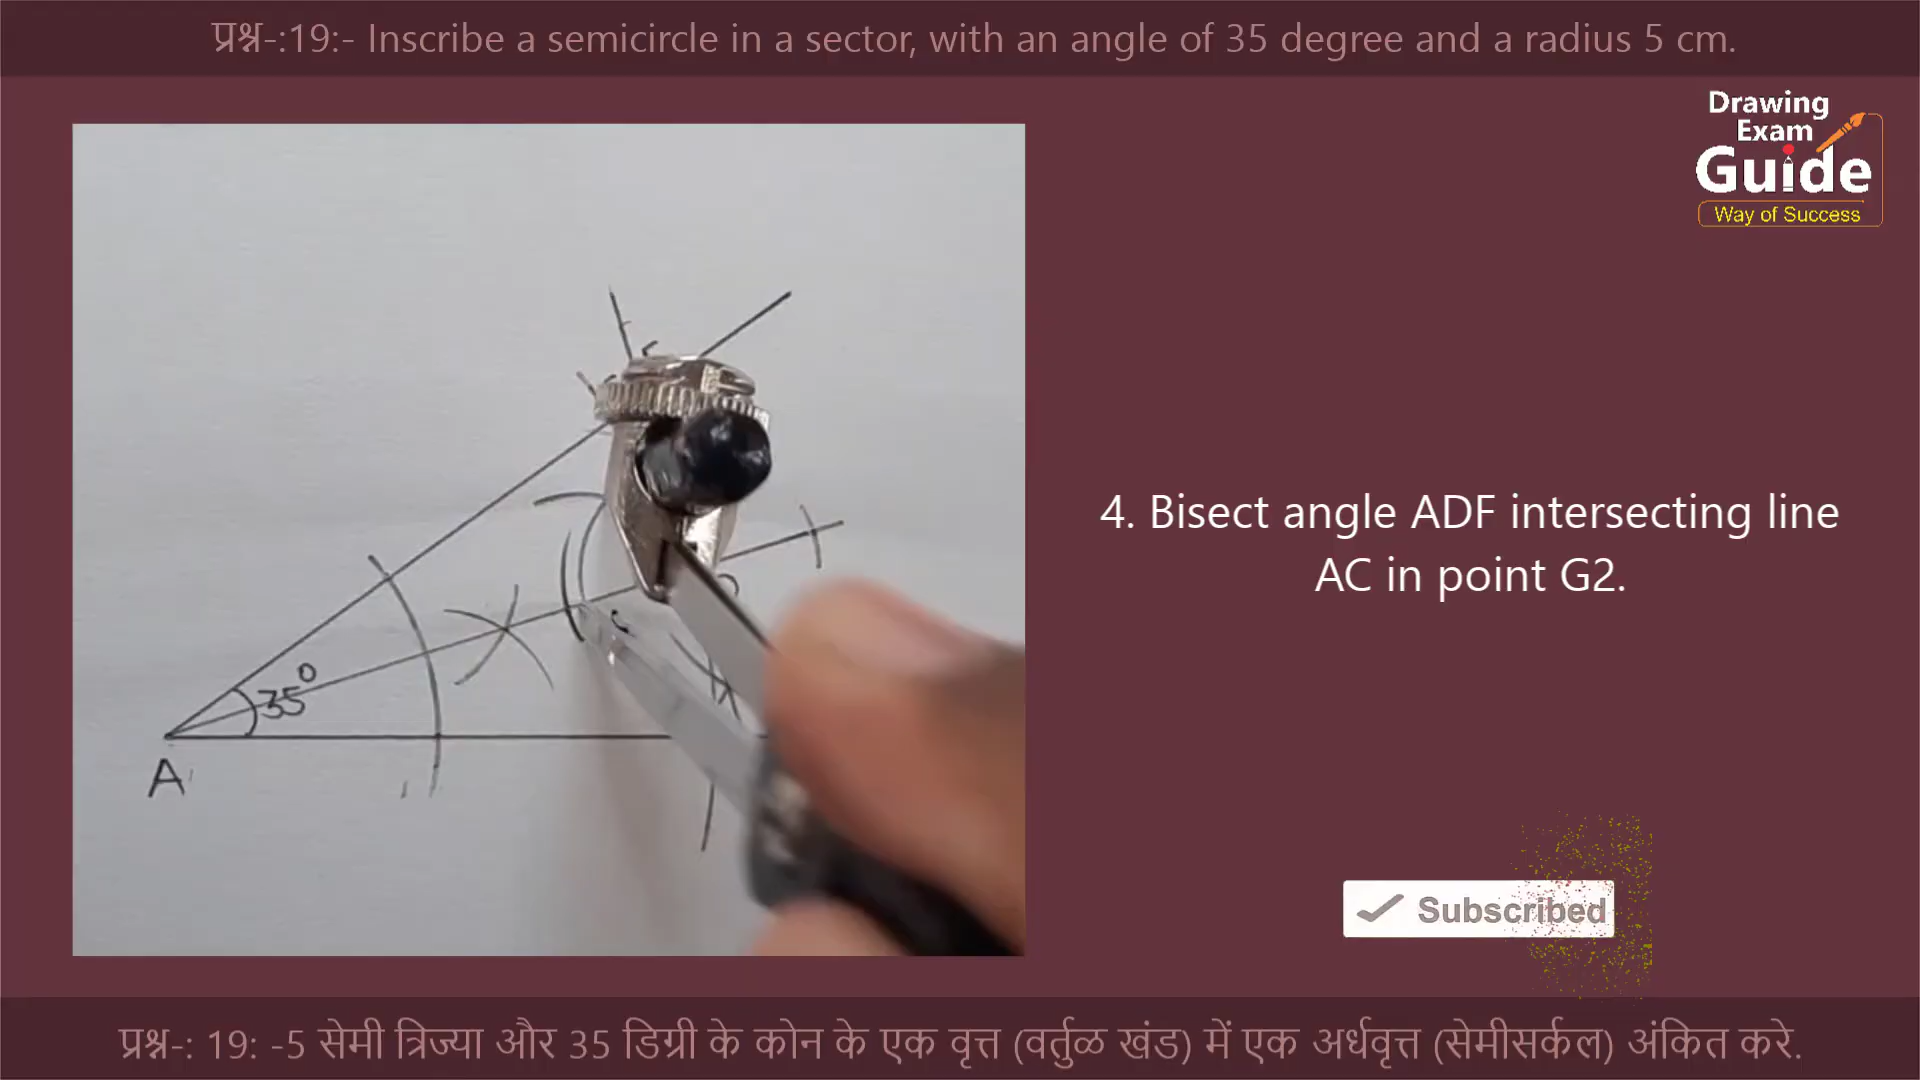 प्रश्न-:19:- Inscribe a semicircle in a sector, with an angle of 35 degree and a radius 5 cm.
Drawing
Exam
Guide
Way of Success
4. Bisect angle ADF intersecting line
AC in point G2.
35°
A
Subscribed
प्रश्न-: 19: -5 सेमी त्रिज्या और 35 डिग्री के कोन के एक वृत्त (वर्तुळ खंड) में एक अर्धवृत्त (सेमीसर्कल) अंकित करे.